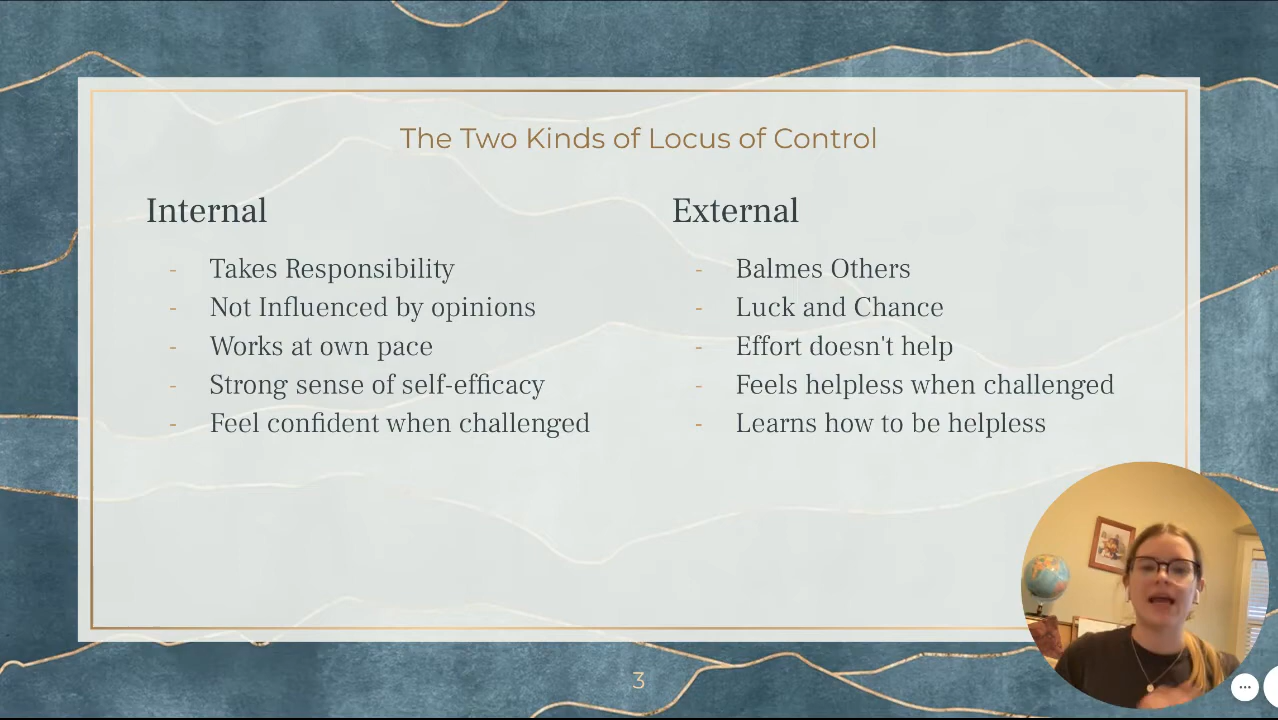 The Two Kinds of Locus of Control
Internal
- Takes Responsibility
- Not Influenced by opinions
- Works at own pace
- Strong sense of self-efficacy
- Feel confident when challenged
External
- Balmes Others
- Luck and Chance
- Effort doesn't help
- Feels helpless when challenged
- Learns how to be helpless
3